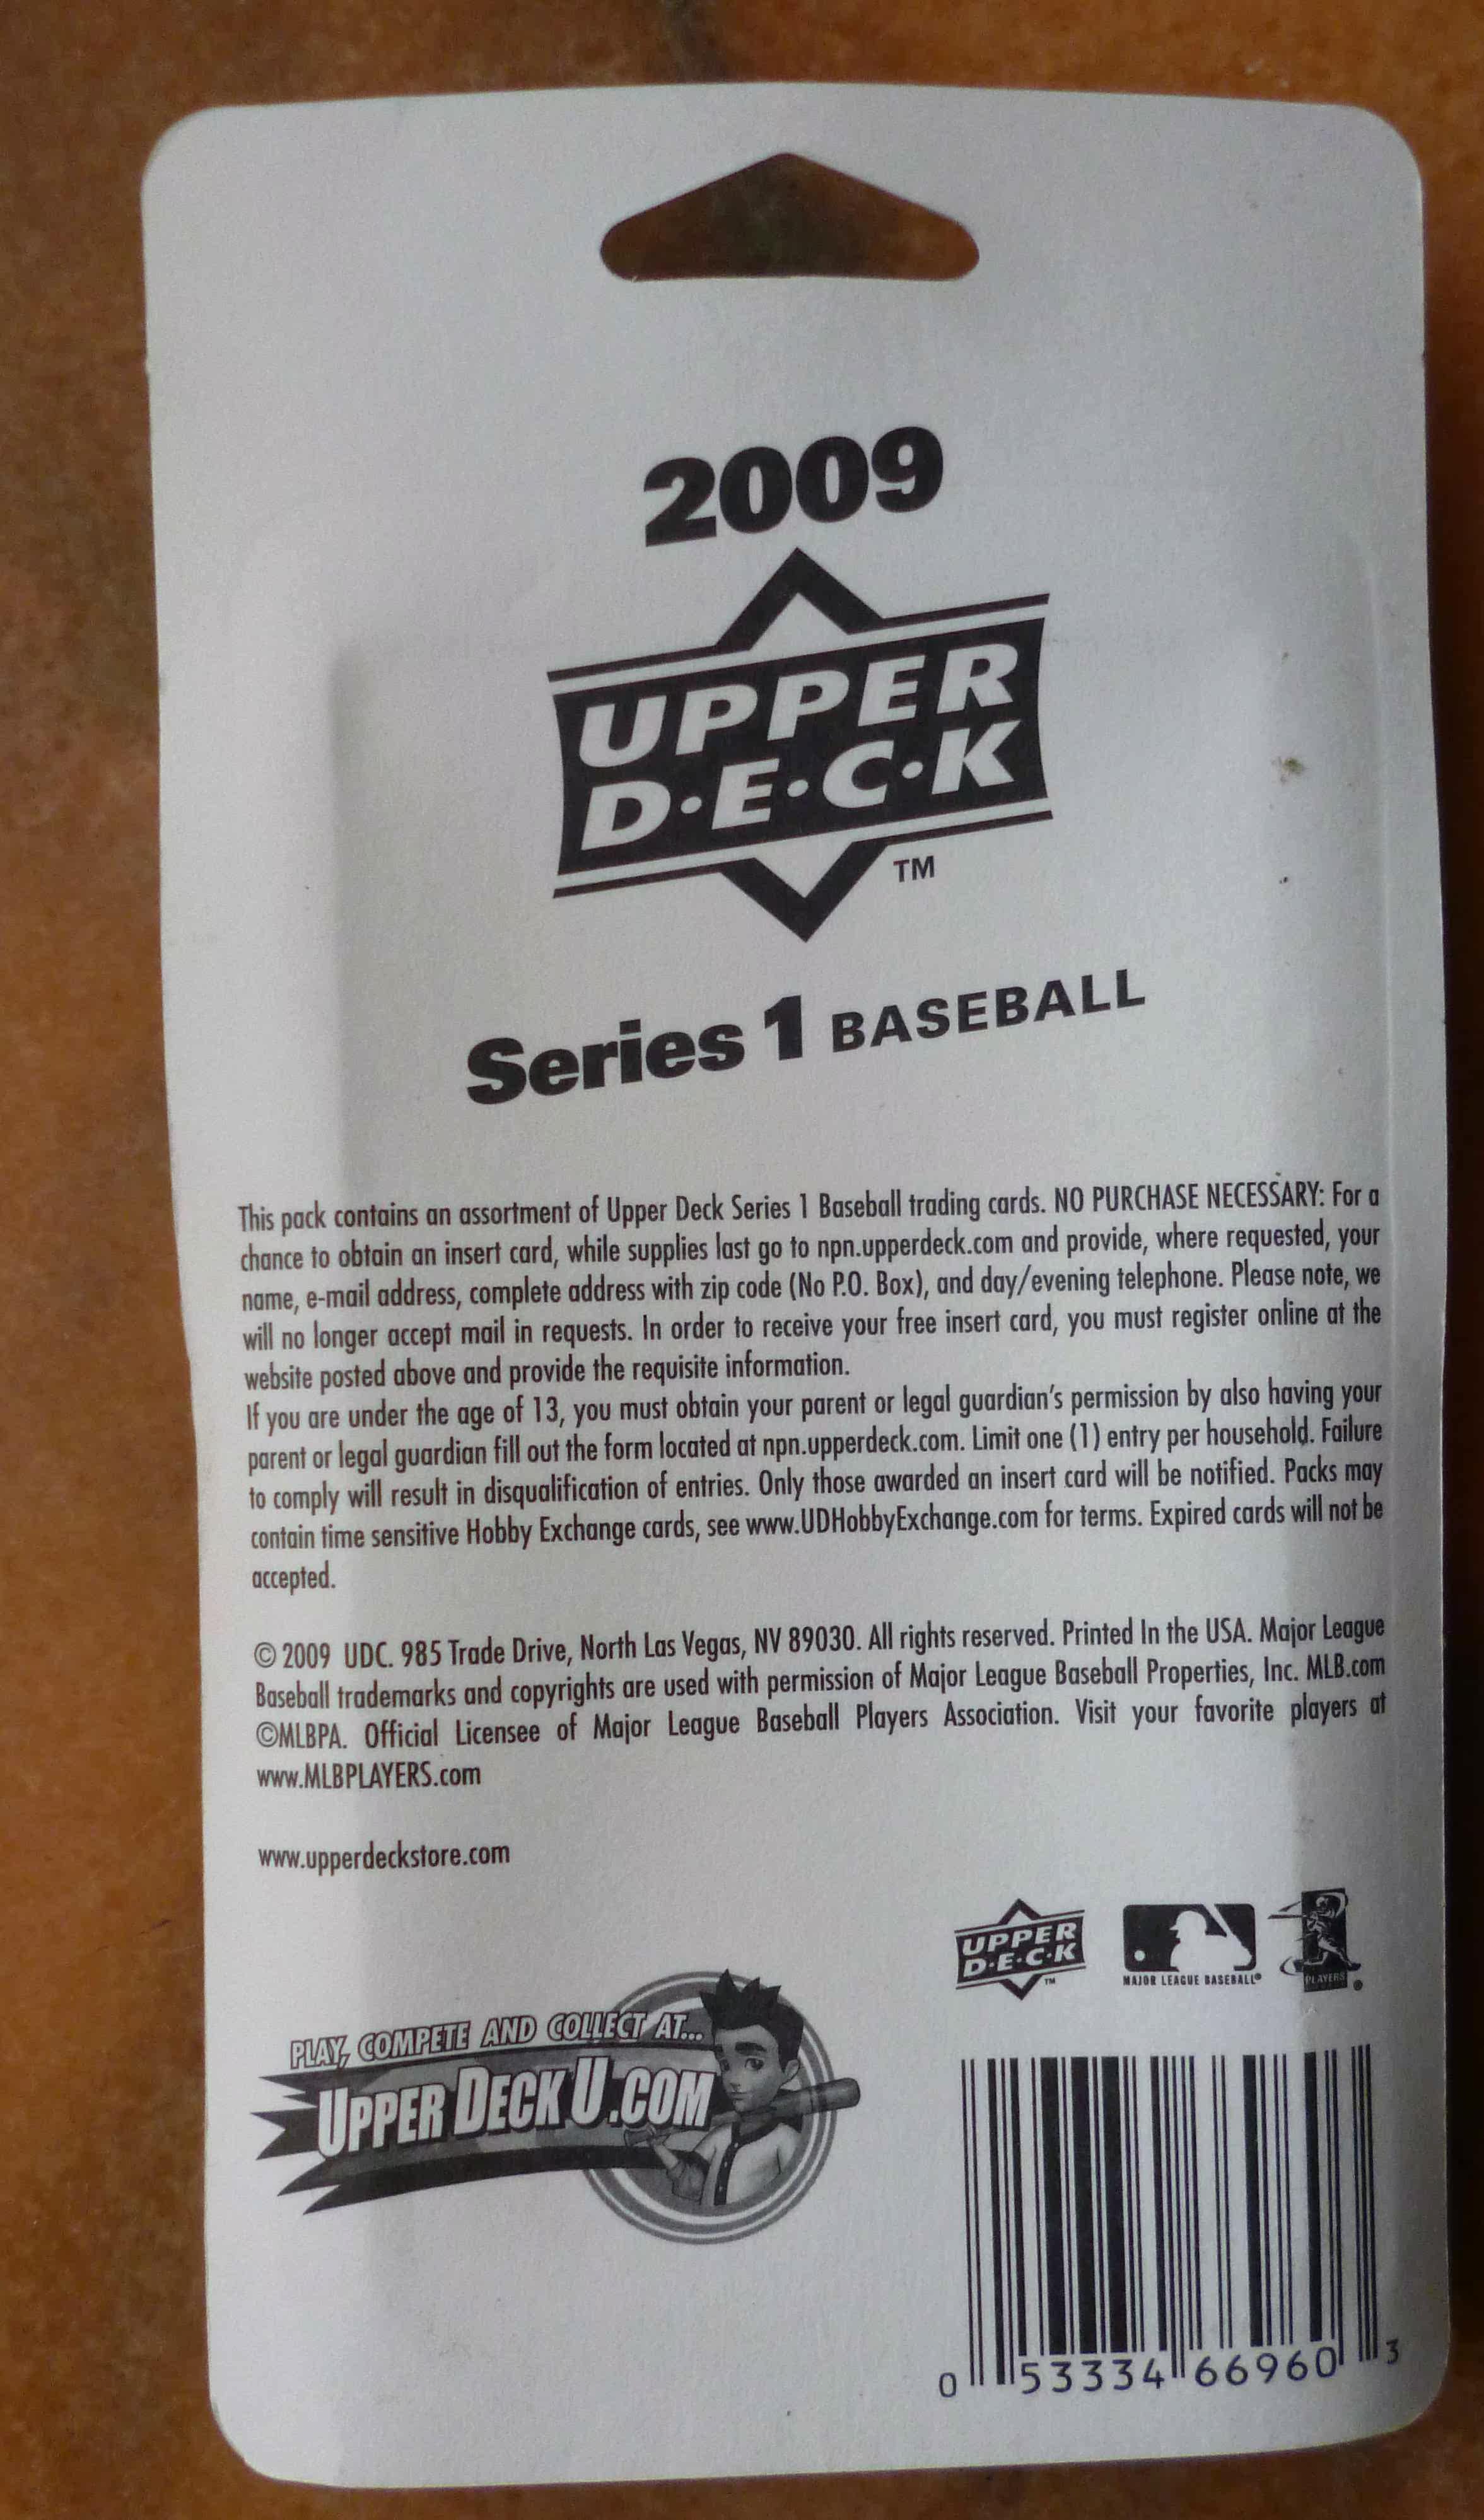 2009
UPPER
D·E·C·K
TM
Series 1 BASEBALL
This pack contains an assortment of Upper Deck Series 1 Baseball trading cards. NO PURCHASE NECESSARY: For a
chance to obtain an insert card, while supplies last go to npn.upperdeck.com and provide, where requested, your
name, e-mail address, complete address with zip code (No P.O. Box), and day/evening telephone. Please note, we
will no longer accept mail in requests. In order to receive your free insert card, you must register online at the
website posted above and provide the requisite information.
If you are under the age of 13, you must obtain your parent or legal guardian's permission by also having your
parent or legal guardian fill out the form located at npn.upperdeck.com. Limit one (1) entry per household. Failure
to comply will result in disqualification of entries. Only those awarded an insert card will be notified. Packs may
contain time sensitive Hobby Exchange cards, see www.UDHobbyExchange.com for terms. Expired cards will not be
accepted.
© 2009 UDC. 985 Trade Drive, North Las Vegas, NV 89030. All rights reserved. Printed In the USA. Major League
Baseball trademarks and copyrights are used with permission of Major League Baseball Properties, Inc. MLB.com
©MLBPA. Official Licensee of Major League Baseball Players Association. Visit your favorite players at
www.MLBPLAYERS.com
www.upperdeckstore.com
UPPER
D·E·C·K
TM
MAJOR LEAGUE BASEBALL®
PLAYERS
PLAY, COMPETE AND COLLECT AT...
UPPER DECK U.COM
0 53334 66960 3